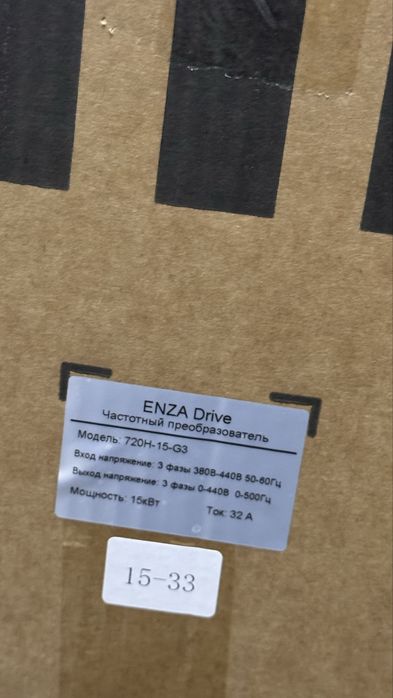 ENZA Drive
Частотный преобразователь
Модель: 720H-15-G3
Вход напряжение: 3 фазы 380В-440В 50-60Гц
Выход напряжение: 3 фазы 0-440В 0-500Гц
Мощность: 15кВт Ток: 32 А
15-33